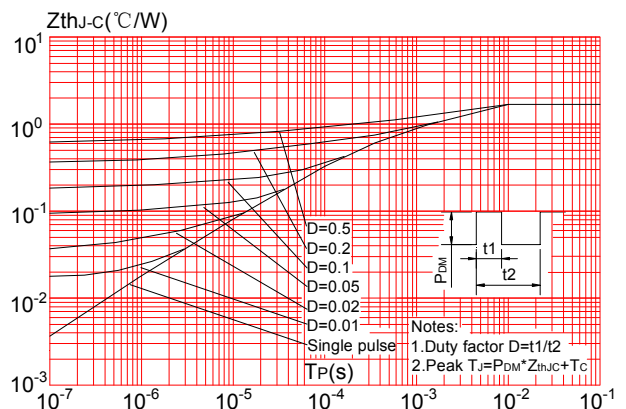 ZthJ-C(℃/W)
10¹
10⁰
10⁻¹
10⁻²
10⁻³
D=0.5
D=0.2
D=0.1
D=0.05
D=0.02
D=0.01
Single pulse
PDM
t1
t2
Notes:
1.Duty factor D=t1/t2
2.Peak TJ=PDM*ZthJC+TC
TP(s)
10⁻⁷ 10⁻⁶ 10⁻⁵ 10⁻⁴ 10⁻³ 10⁻² 10⁻¹